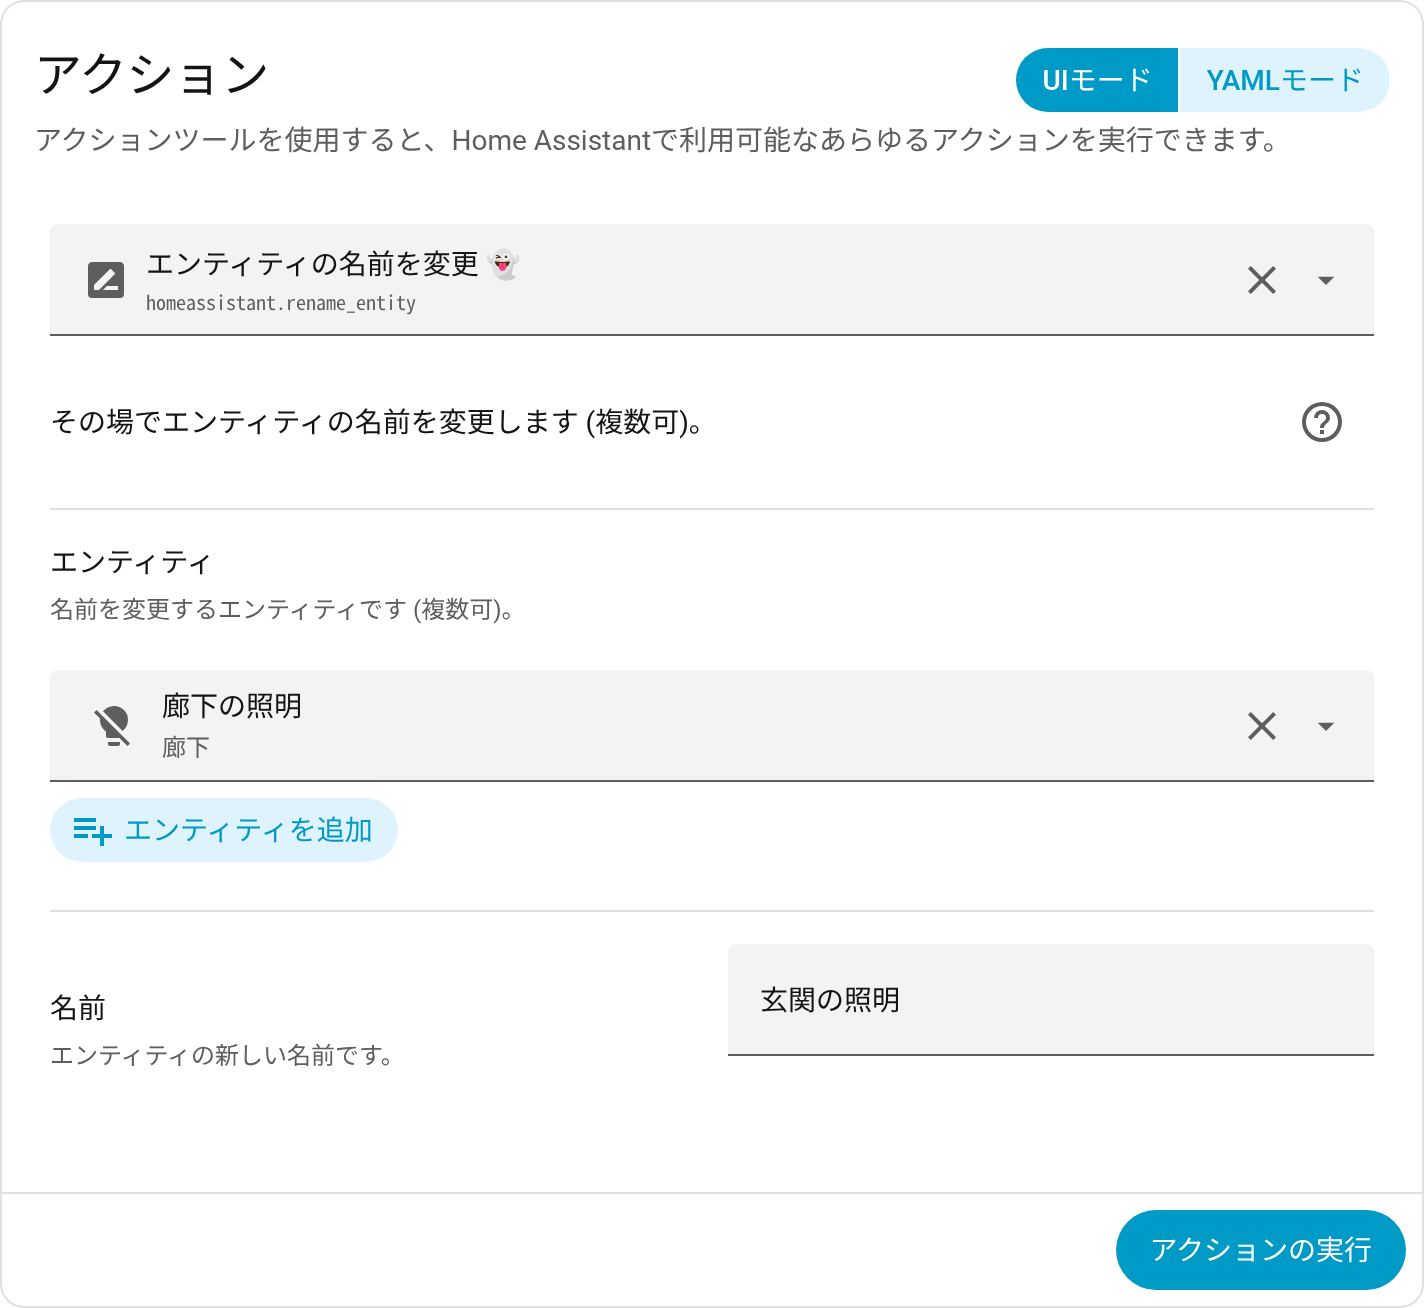 アクション
UIモード
YAMLモード
アクションツールを使用すると、Home Assistantで利用可能なあらゆるアクションを実行できます。
エンティティの名前を変更 👻
homeassistant.rename_entity
その場でエンティティの名前を変更します (複数可)。
エンティティ
名前を変更するエンティティです (複数可)。
廊下の照明
廊下
エンティティを追加
名前
エンティティの新しい名前です。
玄関の照明
アクションの実行